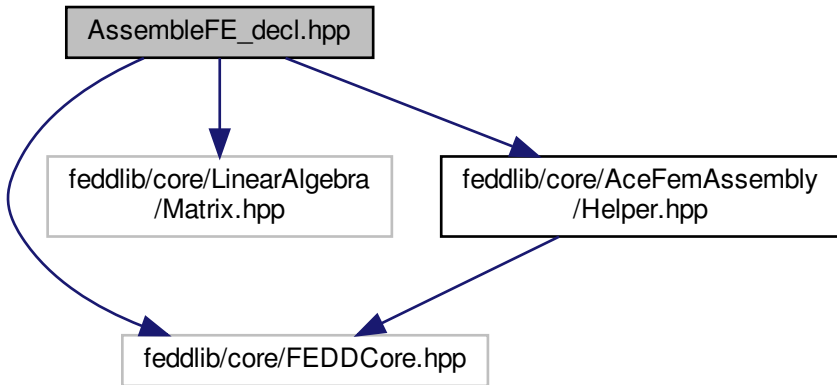 AssembleFE_decl.hpp
feddlib/core/LinearAlgebra
/Matrix.hpp
feddlib/core/AceFemAssembly
/Helper.hpp
feddlib/core/FEDDCore.hpp